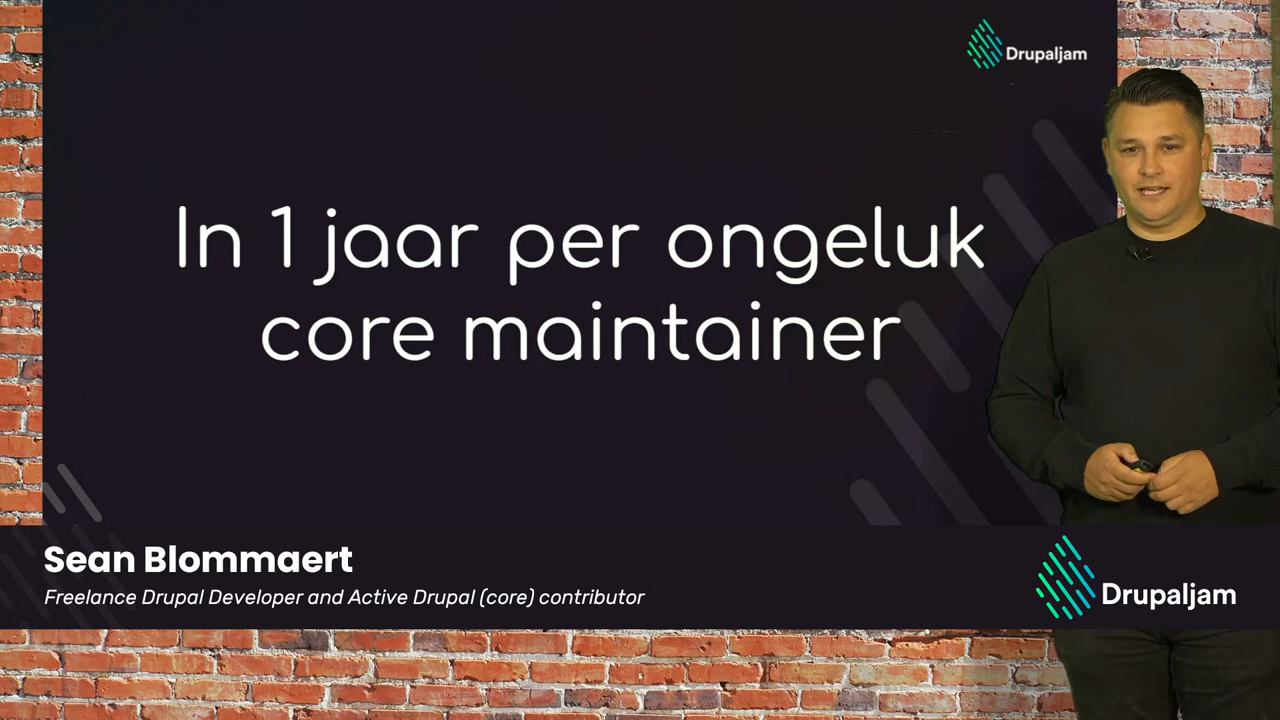 Drupaljam
In 1 jaar per ongeluk
core maintainer
Sean Blommaert
Freelance Drupal Developer and Active Drupal (core) contributor
Drupaljam